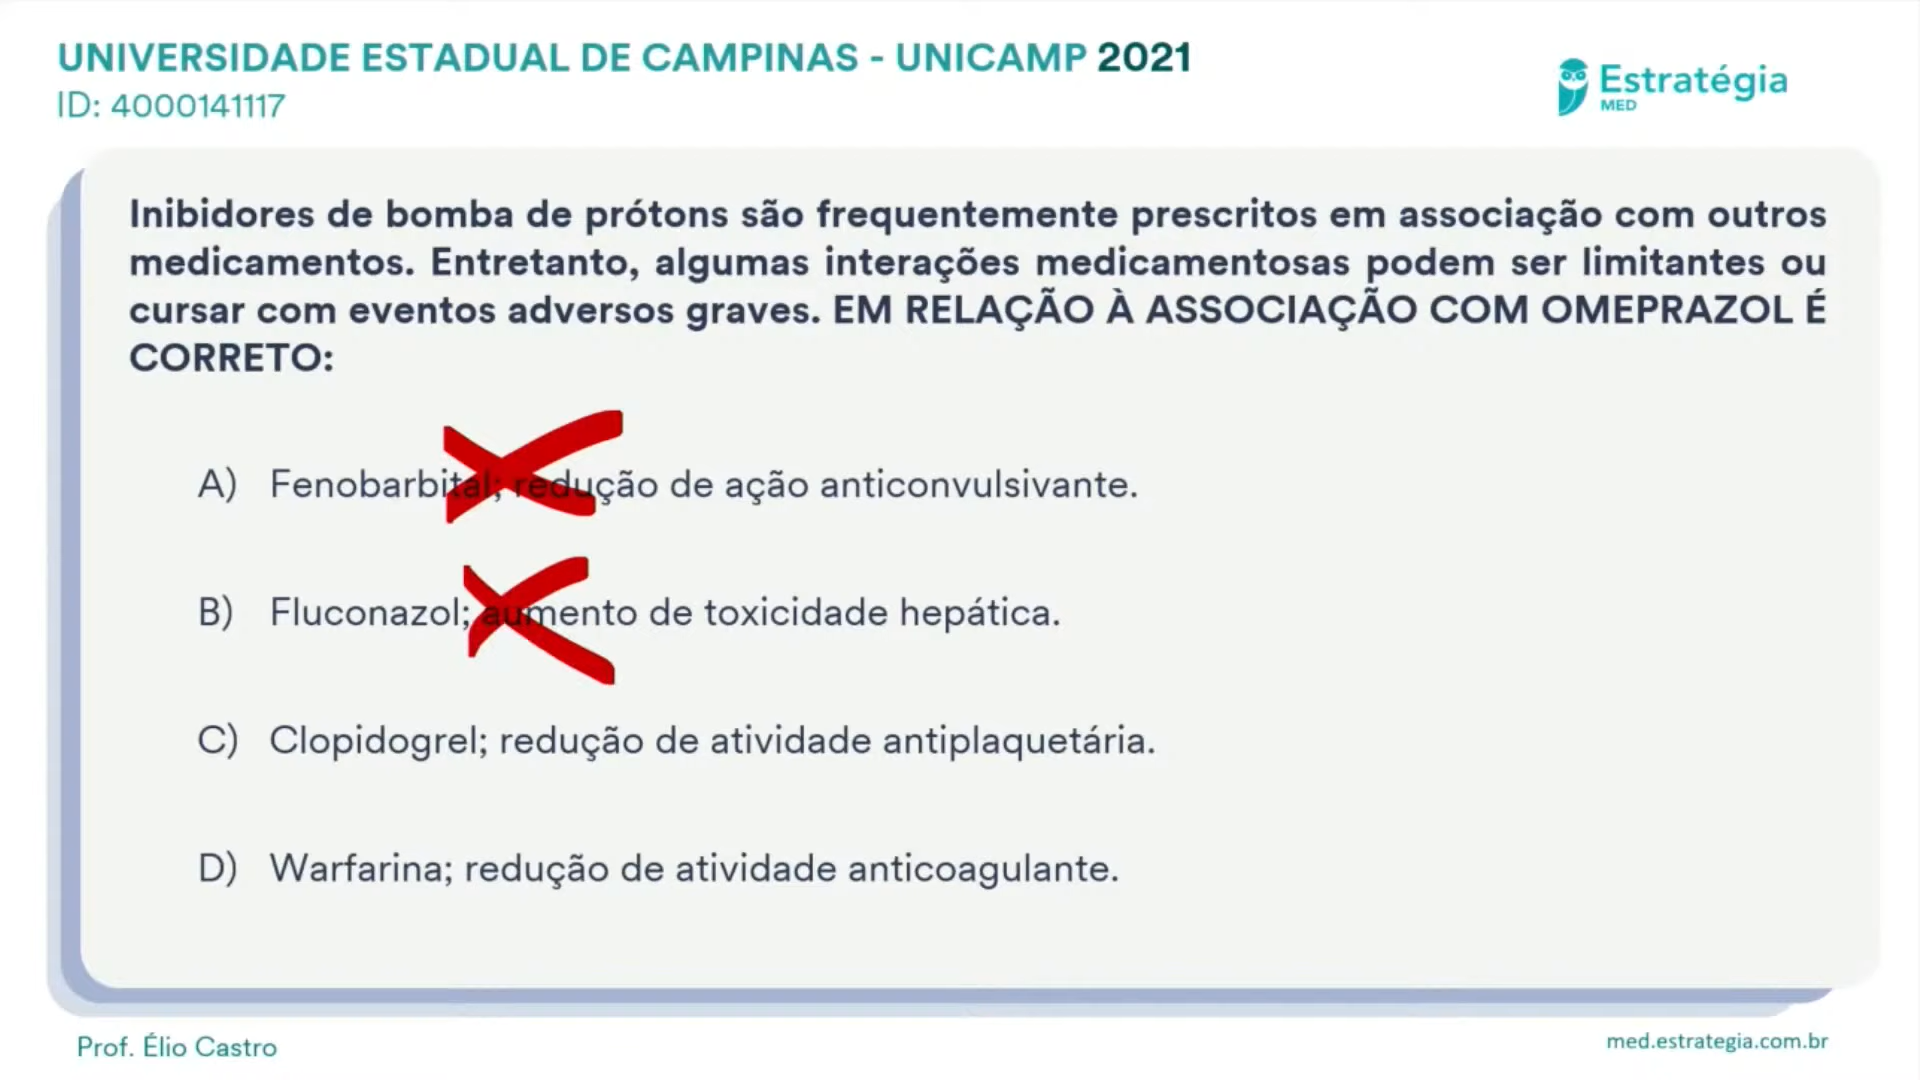 UNIVERSIDADE ESTADUAL DE CAMPINAS - UNICAMP 2021
ID: 4000141117
Estratégia
MED
Inibidores de bomba de prótons são frequentemente prescritos em associação com outros
medicamentos. Entretanto, algumas interações medicamentosas podem ser limitantes ou
cursar com eventos adversos graves. EM RELAÇÃO À ASSOCIAÇÃO COM OMEPRAZOL É
CORRETO:
A) Fenobarbital; redução de ação anticonvulsivante.
B) Fluconazol; aumento de toxicidade hepática.
C) Clopidogrel; redução de atividade antiplaquetária.
D) Warfarina; redução de atividade anticoagulante.
Prof. Élio Castro
med.estrategia.com.br